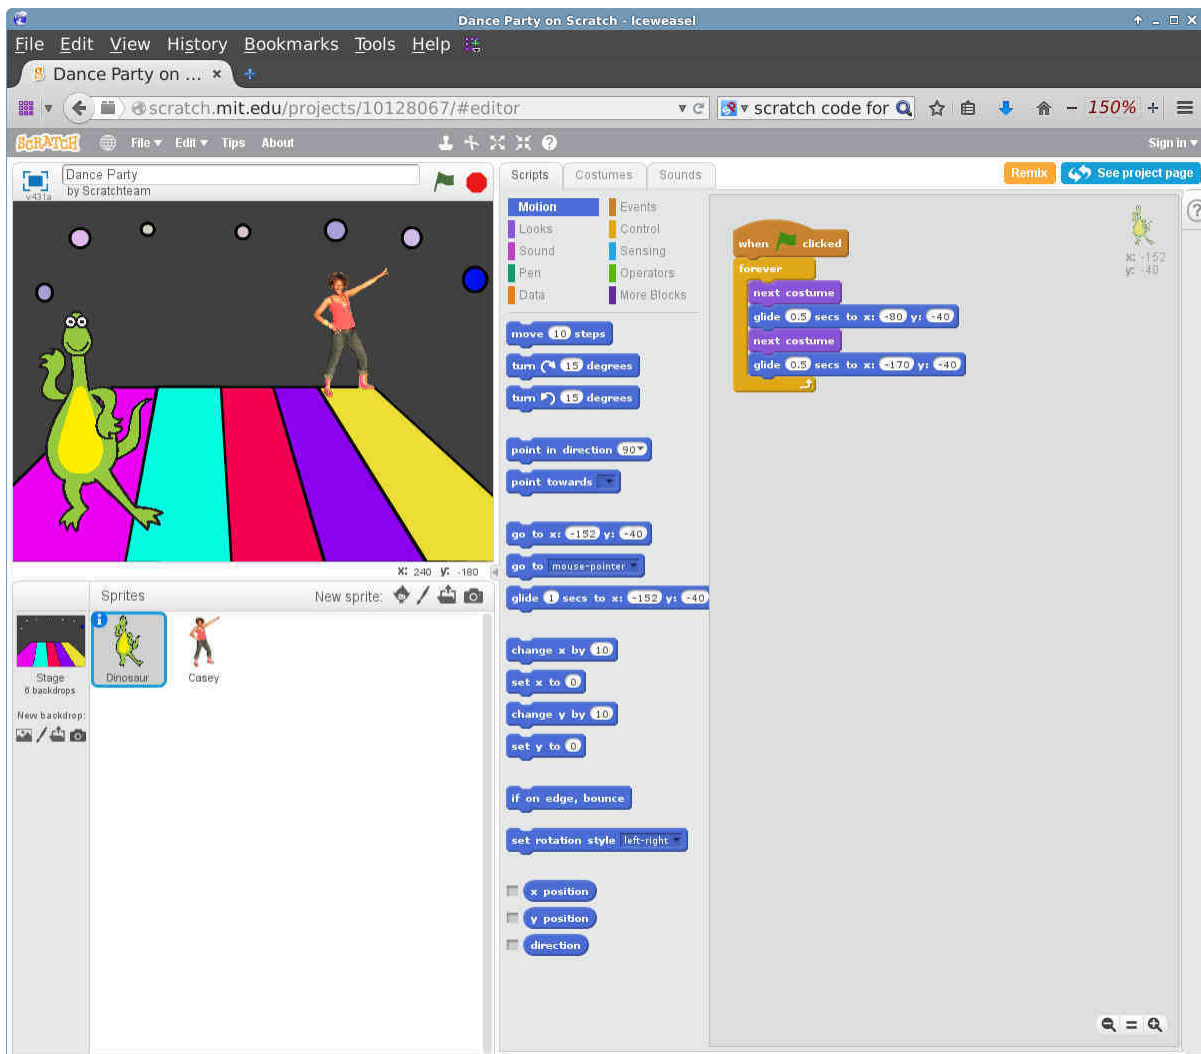 Dance Party on Scratch - Iceweasel
File Edit View History Bookmarks Tools Help
Dance Party on ...
scratch.mit.edu/projects/10128067/#editor
scratch code for
150%
SCRATCH File Edit Tips About Sign in
v431a
Dance Party
by Scratchteam
Scripts Costumes Sounds
Remix
See project page
Motion Events
Looks Control
Sound Sensing
Pen Operators
Data More Blocks
move 10 steps
turn 15 degrees
turn 15 degrees
point in direction 90
point towards
go to x: -152 y: -40
go to mouse-pointer
glide 1 secs to x: -152 y: -40
change x by 10
set x to 0
change y by 10
set y to 0
if on edge, bounce
set rotation style left-right
x position
y position
direction
when clicked
forever
next costume
glide 0.5 secs to x: -80 y: -40
next costume
glide 0.5 secs to x: -170 y: -40
x: -152
y: -40
X: 240 Y: -180
Sprites New sprite:
Stage
6 backdrops
New backdrop:
Dinosaur
Casey